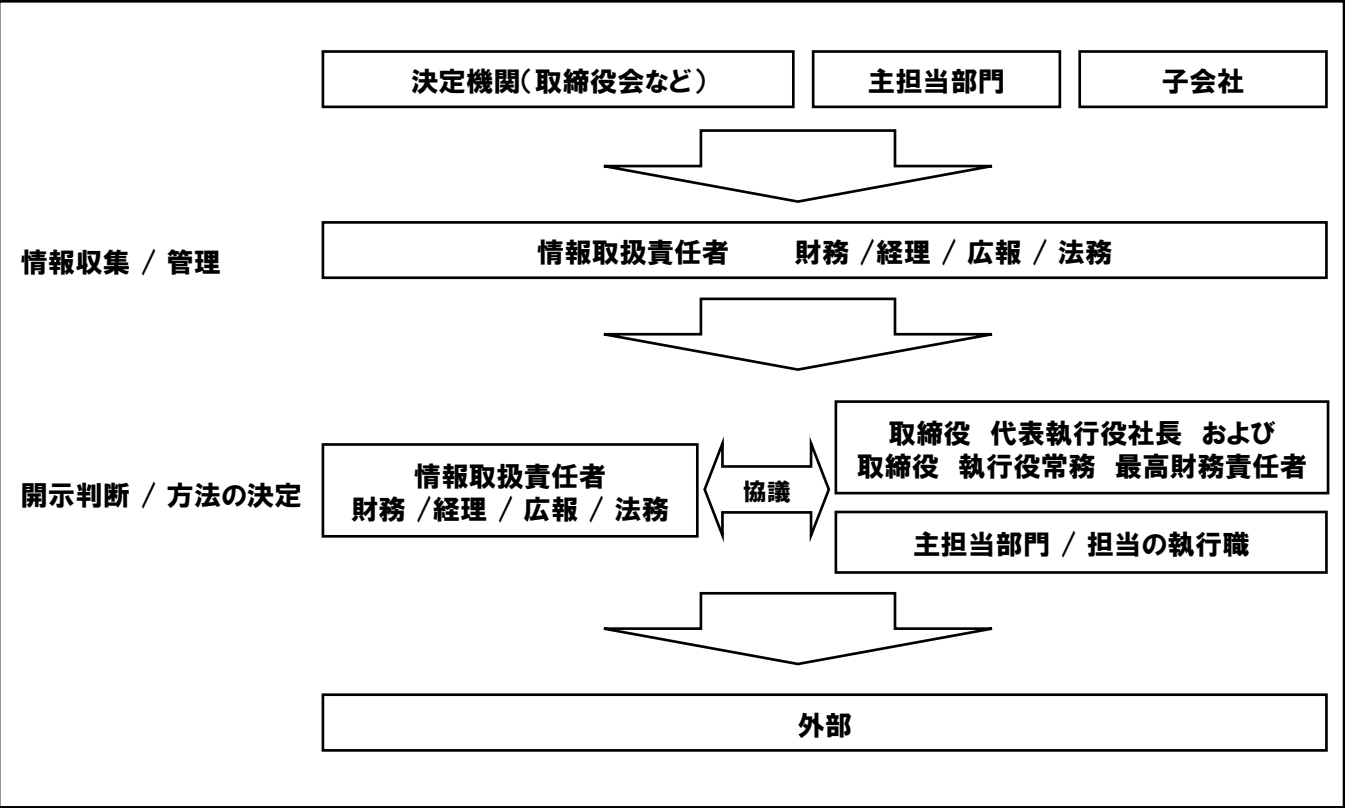 決定機関(取締役会など)
主担当部門
子会社
情報収集 / 管理
情報取扱責任者　　財務 /経理 / 広報 / 法務
開示判断 / 方法の決定
情報取扱責任者
財務 /経理 / 広報 / 法務
協議
取締役 代表執行役社長 および
取締役 執行役常務 最高財務責任者
主担当部門 / 担当の執行職
外部